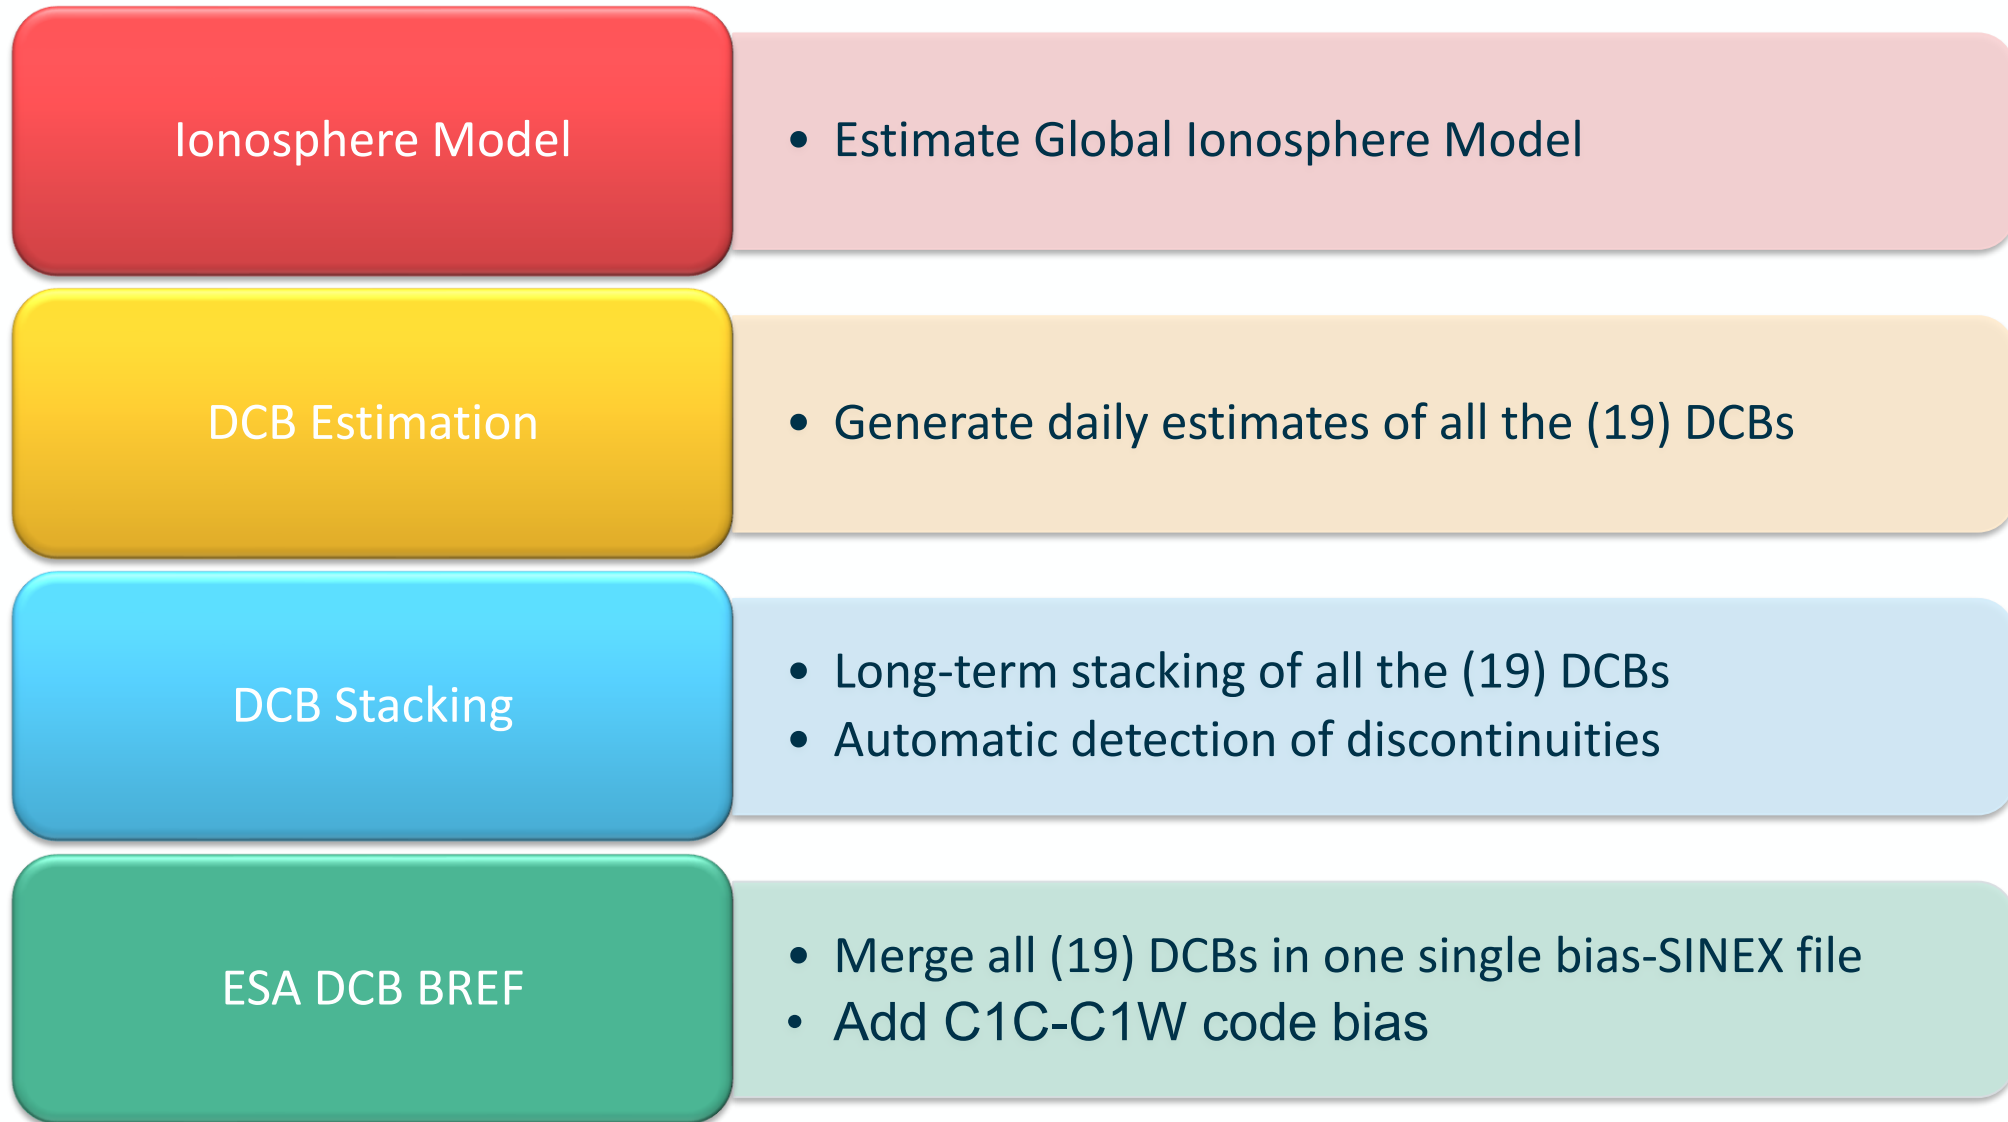 Ionosphere Model
• Estimate Global Ionosphere Model
DCB Estimation
• Generate daily estimates of all the (19) DCBs
DCB Stacking
• Long-term stacking of all the (19) DCBs
• Automatic detection of discontinuities
ESA DCB BREF
• Merge all (19) DCBs in one single bias-SINEX file
• Add C1C-C1W code bias